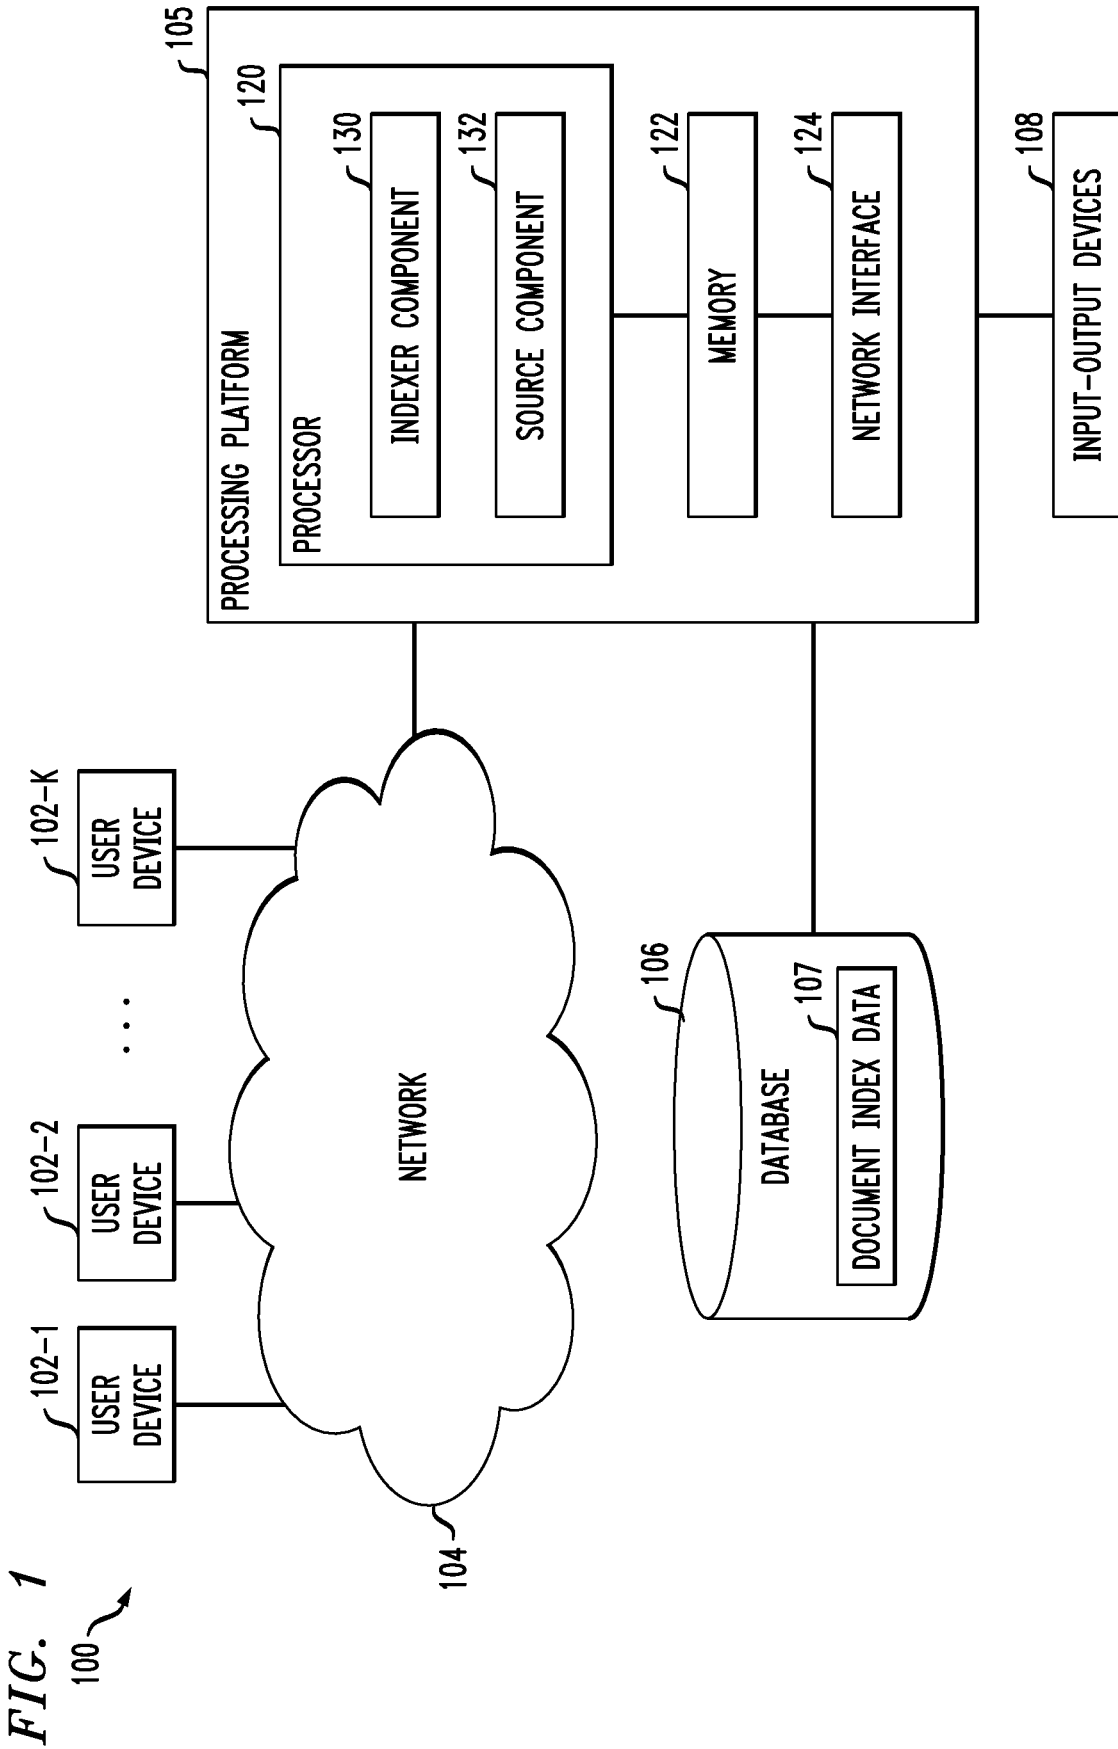 FIG. 1
100
102-1
USER
DEVICE
102-2
USER
DEVICE
...
102-K
USER
DEVICE
NETWORK
104
105
PROCESSING PLATFORM
120
PROCESSOR
130
INDEXER COMPONENT
132
SOURCE COMPONENT
122
MEMORY
124
NETWORK INTERFACE
106
DATABASE
107
DOCUMENT INDEX DATA
108
INPUT-OUTPUT DEVICES